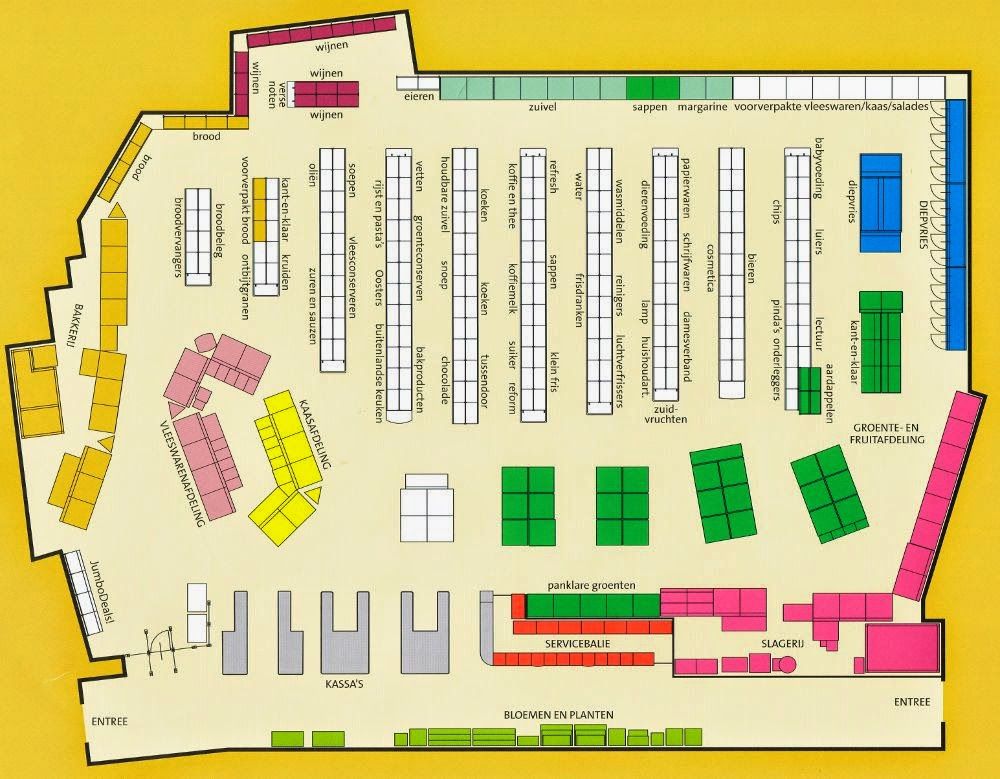 wijnen
wijnen
wijnen
verse
noten
wijnen
eieren
zuivel
sappen
margarine
voorverpakte vleeswaren/kaas/salades
brood
brood
broodvervangers
broodbeleg
voorverpakt brood
ontbijtgranen
kant-en-klaar
kruiden
oliën
zuren en sauzen
soepen
vleesconserveren
rijst en pasta's
Oosters
buitenlandse keuken
vetten
groenteconserven
bakproducten
houdbare zuivel
snoep
chocolade
koeken
koeken
tussendoor
koffie en thee
koffiemelk
suiker
reform
refresh
sappen
klein fris
water
frisdranken
wasmiddelen
reinigers
luchtverfrissers
dierenvoeding
lamp
huishoudart.
papierwaren
schrijfwaren
damesverband
zuid-
vruchten
cosmetica
bieren
chips
pinda's
onderleggers
babyvoeding
luiers
lectuur
aardappelen
diepvries
DIEPVRIES
kant-en-klaar
GROENTE- EN
FRUITAFDELING
BAKKERIJ
VLEESWARENAFDELING
KAASAFDELING
JumboDeals!
panklare groenten
SERVICEBALIE
SLAGERIJ
KASSA'S
ENTREE
BLOEMEN EN PLANTEN
ENTREE